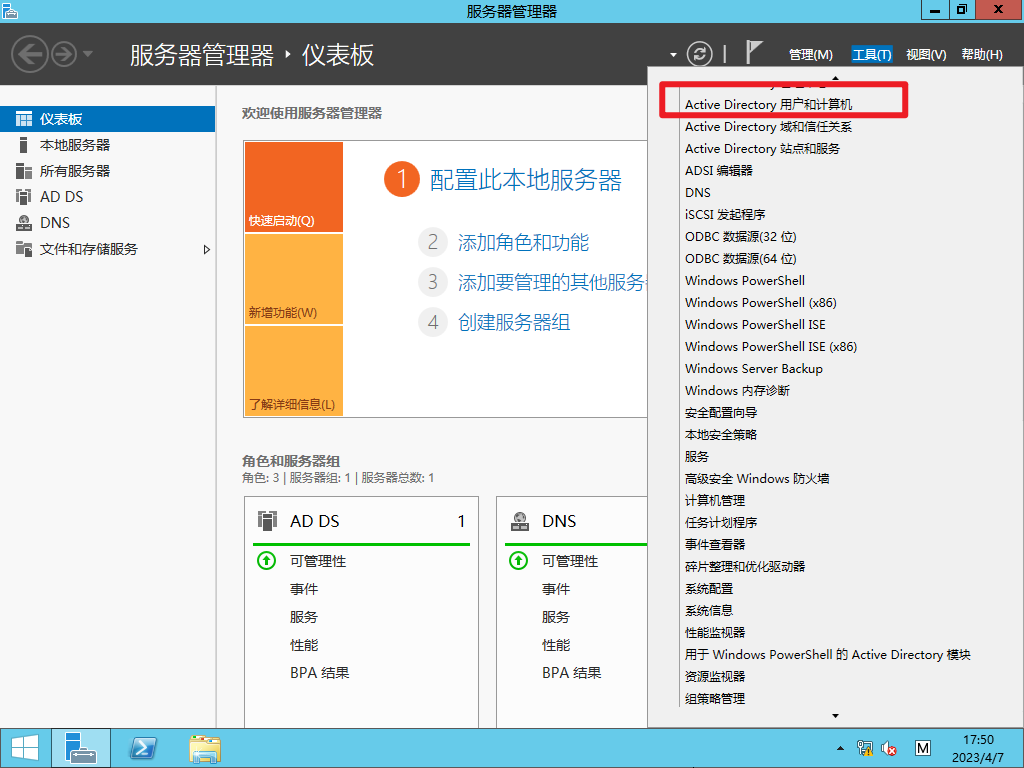 服务器管理器
服务器管理器 ‣ 仪表板
管理(M) 工具(T) 视图(V) 帮助(H)
仪表板
本地服务器
所有服务器
AD DS
DNS
文件和存储服务
欢迎使用服务器管理器
快速启动(Q)
新增功能(W)
了解详细信息(L)
1 配置此本地服务器
2 添加角色和功能
3 添加要管理的其他服务
4 创建服务器组
角色和服务器组
角色: 3 | 服务器组: 1 | 服务器总数: 1
AD DS 1
可管理性
事件
服务
性能
BPA 结果
DNS
可管理性
事件
服务
性能
BPA 结果
Active Directory 用户和计算机
Active Directory 域和信任关系
Active Directory 站点和服务
ADSI 编辑器
DNS
iSCSI 发起程序
ODBC 数据源(32 位)
ODBC 数据源(64 位)
Windows PowerShell
Windows PowerShell (x86)
Windows PowerShell ISE
Windows PowerShell ISE (x86)
Windows Server Backup
Windows 内存诊断
安全配置向导
本地安全策略
服务
高级安全 Windows 防火墙
计算机管理
任务计划程序
事件查看器
碎片整理和优化驱动器
系统配置
系统信息
性能监视器
用于 Windows PowerShell 的 Active Directory 模块
资源监视器
组策略管理
M
17:50
2023/4/7